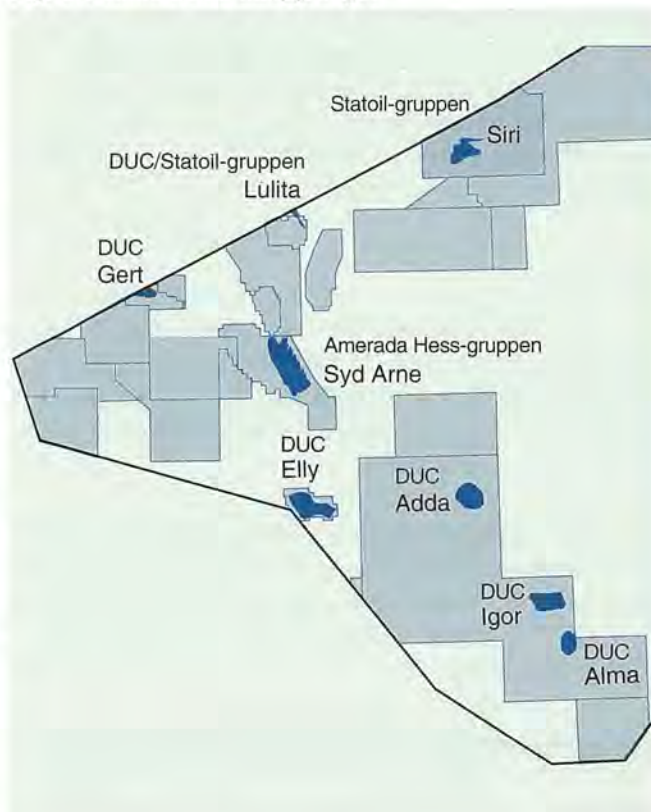 Statoil-gruppen
Siri
DUC/Statoil-gruppen
Lulita
DUC
Gert
Amerada Hess-gruppen
Syd Arne
DUC
Elly
DUC
Adda
DUC
Igor
DUC
Alma